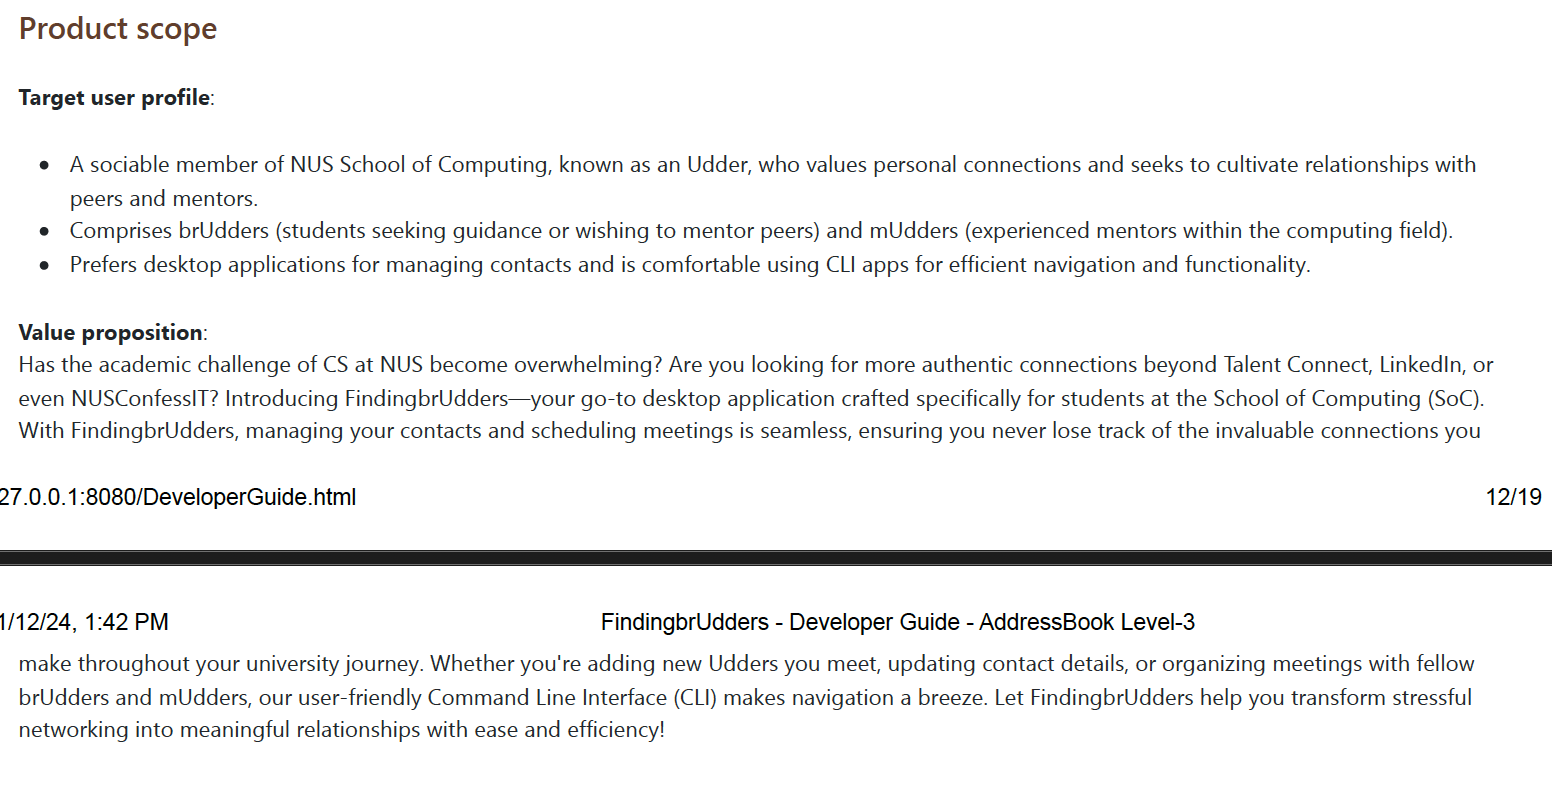 Product scope
Target user profile:
A sociable member of NUS School of Computing, known as an Udder, who values personal connections and seeks to cultivate relationships with
peers and mentors.
Comprises brUdders (students seeking guidance or wishing to mentor peers) and mUdders (experienced mentors within the computing field).
Prefers desktop applications for managing contacts and is comfortable using CLI apps for efficient navigation and functionality.
Value proposition:
Has the academic challenge of CS at NUS become overwhelming? Are you looking for more authentic connections beyond Talent Connect, LinkedIn, or
even NUSConfessIT? Introducing FindingbrUdders—your go-to desktop application crafted specifically for students at the School of Computing (SoC).
With FindingbrUdders, managing your contacts and scheduling meetings is seamless, ensuring you never lose track of the invaluable connections you
27.0.0.1:8080/DeveloperGuide.html 12/19
1/12/24, 1:42 PM FindingbrUdders - Developer Guide - AddressBook Level-3
make throughout your university journey. Whether you're adding new Udders you meet, updating contact details, or organizing meetings with fellow
brUdders and mUdders, our user-friendly Command Line Interface (CLI) makes navigation a breeze. Let FindingbrUdders help you transform stressful
networking into meaningful relationships with ease and efficiency!